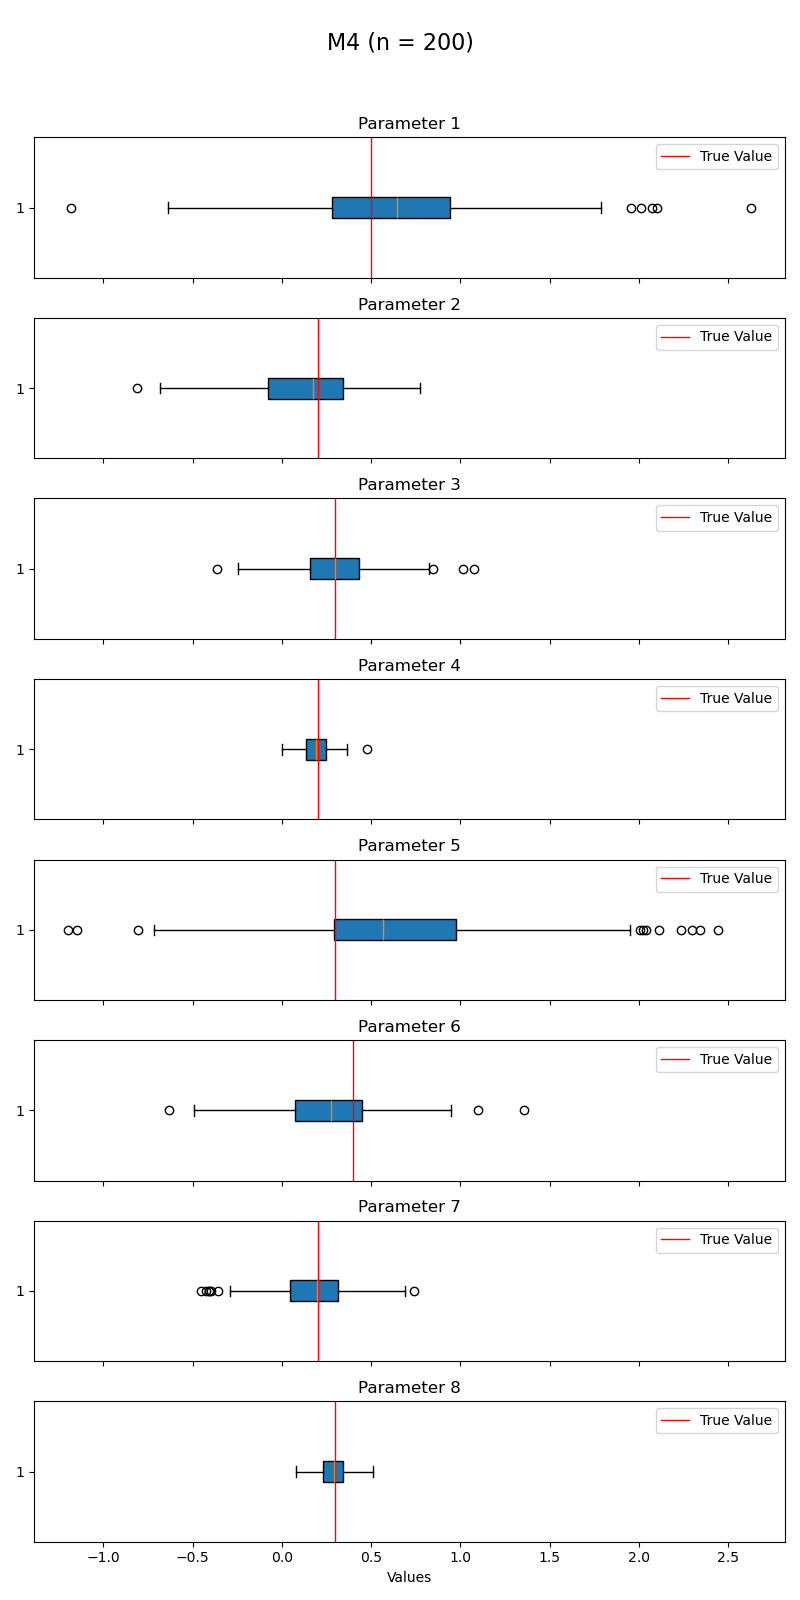 M4 (n = 200)
Parameter 1
True Value
1
Parameter 2
True Value
1
Parameter 3
True Value
1
Parameter 4
True Value
1
Parameter 5
True Value
1
Parameter 6
True Value
1
Parameter 7
True Value
1
Parameter 8
True Value
1
−1.0 −0.5 0.0 0.5 1.0 1.5 2.0 2.5
Values